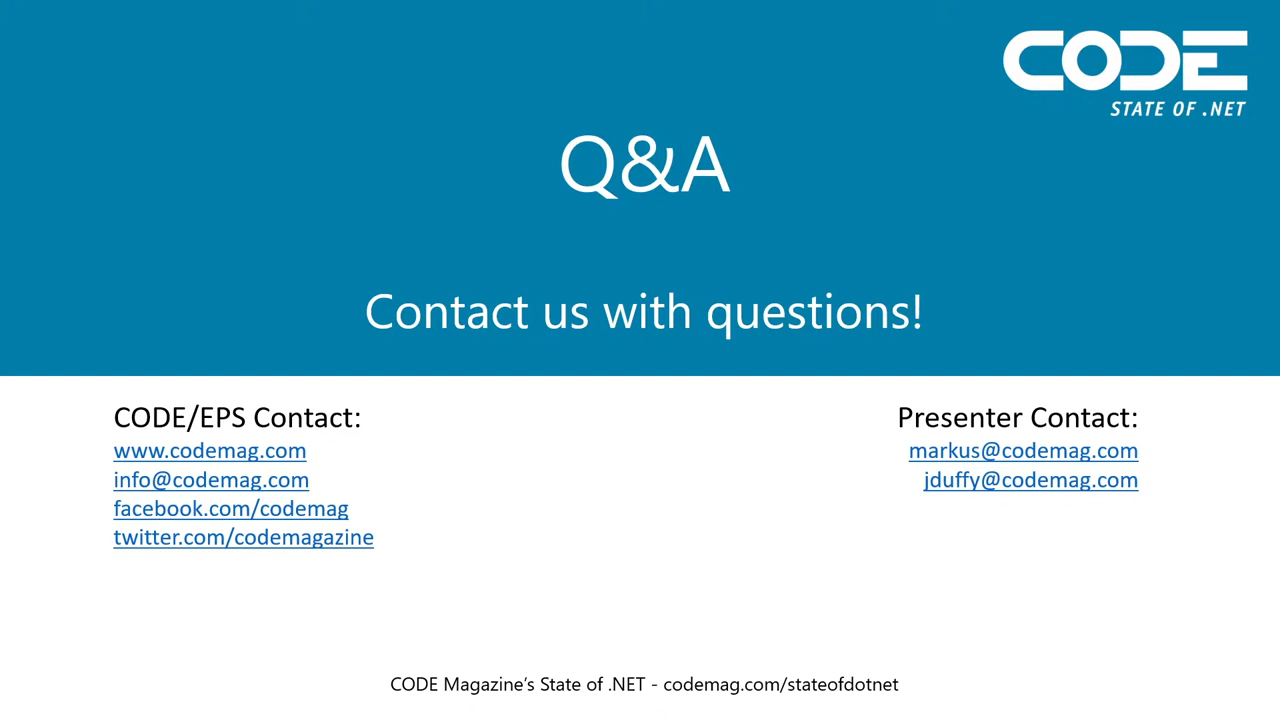 CODE
STATE OF .NET
Q&A
Contact us with questions!
CODE/EPS Contact:
www.codemag.com
info@codemag.com
facebook.com/codemag
twitter.com/codemagazine
Presenter Contact:
markus@codemag.com
jduffy@codemag.com
CODE Magazine’s State of .NET - codemag.com/stateofdotnet